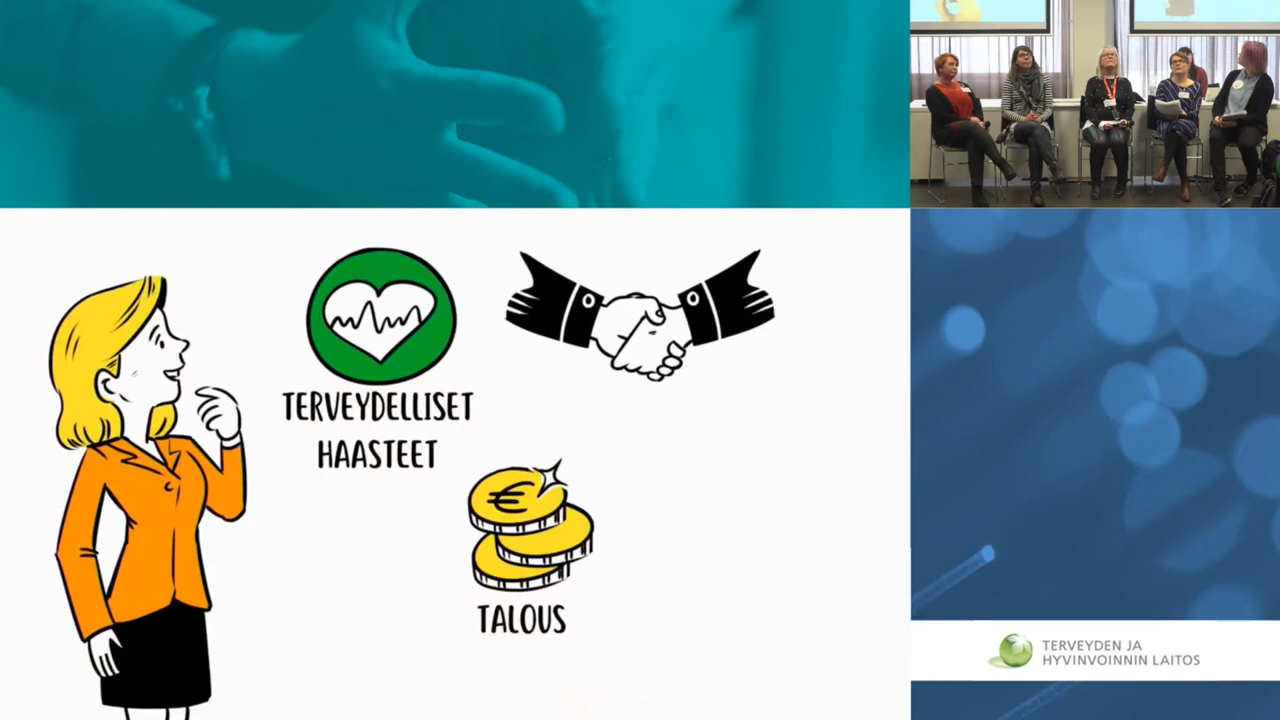 TERVEYDELLISET
HAASTEET
TALOUS
TERVEYDEN JA
HYVINVOINNIN LAITOS